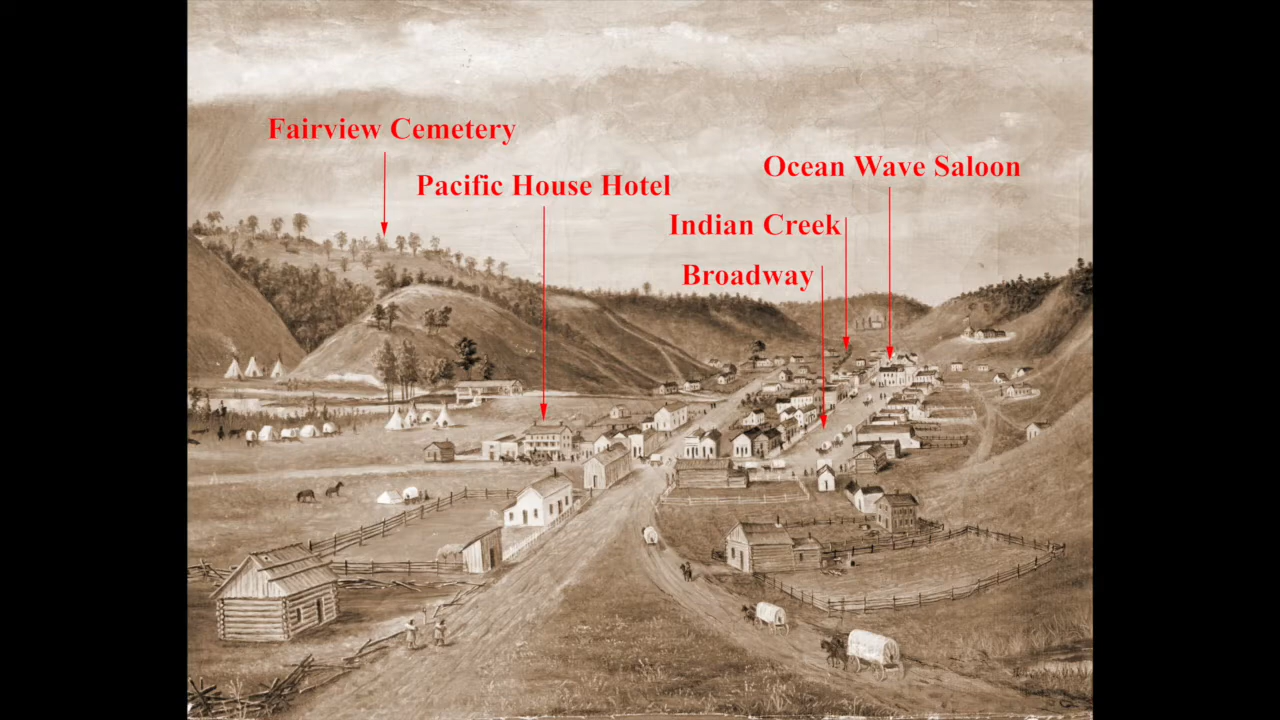 Fairview Cemetery
Pacific House Hotel
Ocean Wave Saloon
Indian Creek
Broadway